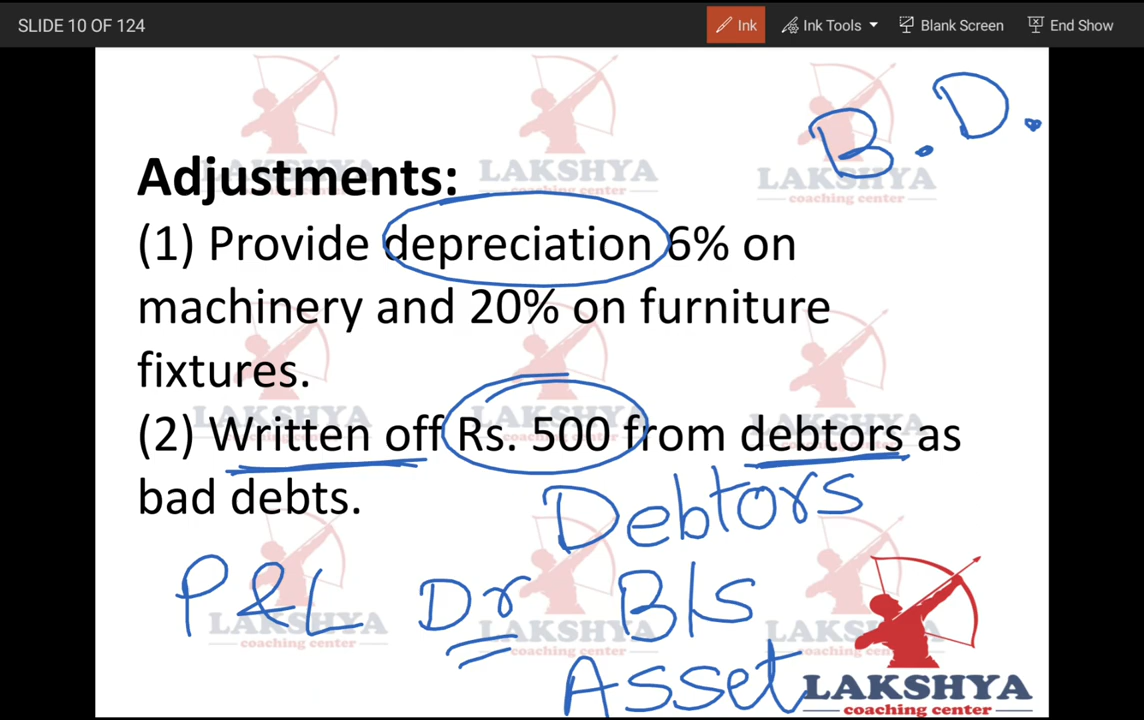 SLIDE 10 OF 124
Ink
Ink Tools
Blank Screen
End Show
B. D.
Adjustments:
(1) Provide depreciation 6% on
machinery and 20% on furniture
fixtures.
(2) Written off Rs. 500 from debtors as
bad debts.
Debtors
P&L Dr B/s
Asset
LAKSHYA
coaching center